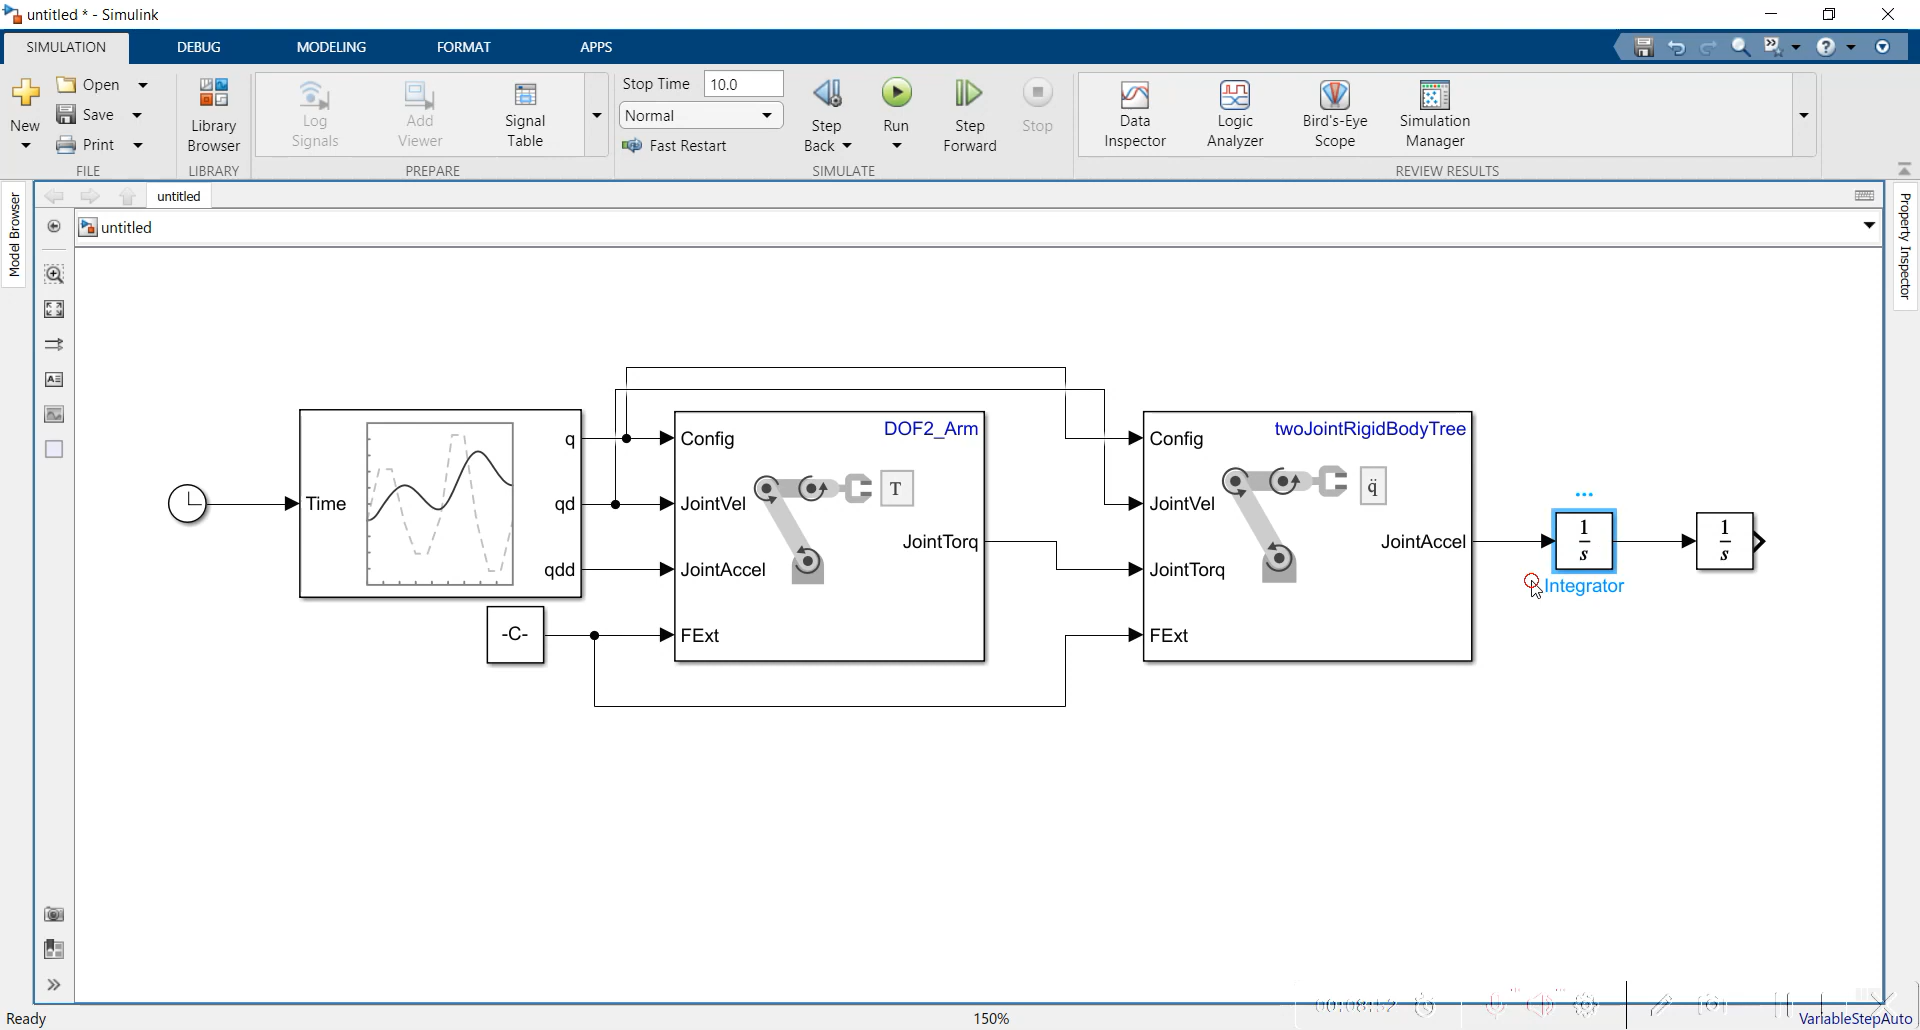 untitled * - Simulink
SIMULATION DEBUG MODELING FORMAT APPS
New
Open
Save
Print
FILE
Library
Browser
LIBRARY
Log
Signals
Add
Viewer
Signal
Table
PREPARE
Stop Time 10.0
Normal
Fast Restart
Step
Back
Run
Step
Forward
Stop
SIMULATE
Data
Inspector
Logic
Analyzer
Bird's-Eye
Scope
Simulation
Manager
REVIEW RESULTS
Model Browser
untitled
untitled
Property Inspector
Time
q
qd
qdd
-C-
DOF2_Arm
Config
JointVel
JointAccel
FExt
T
JointTorq
twoJointRigidBodyTree
Config
JointVel
JointTorq
FExt
q̈
JointAccel
...
1
s
Integrator
1
s
Ready
150%
00:08:52
VariableStepAuto